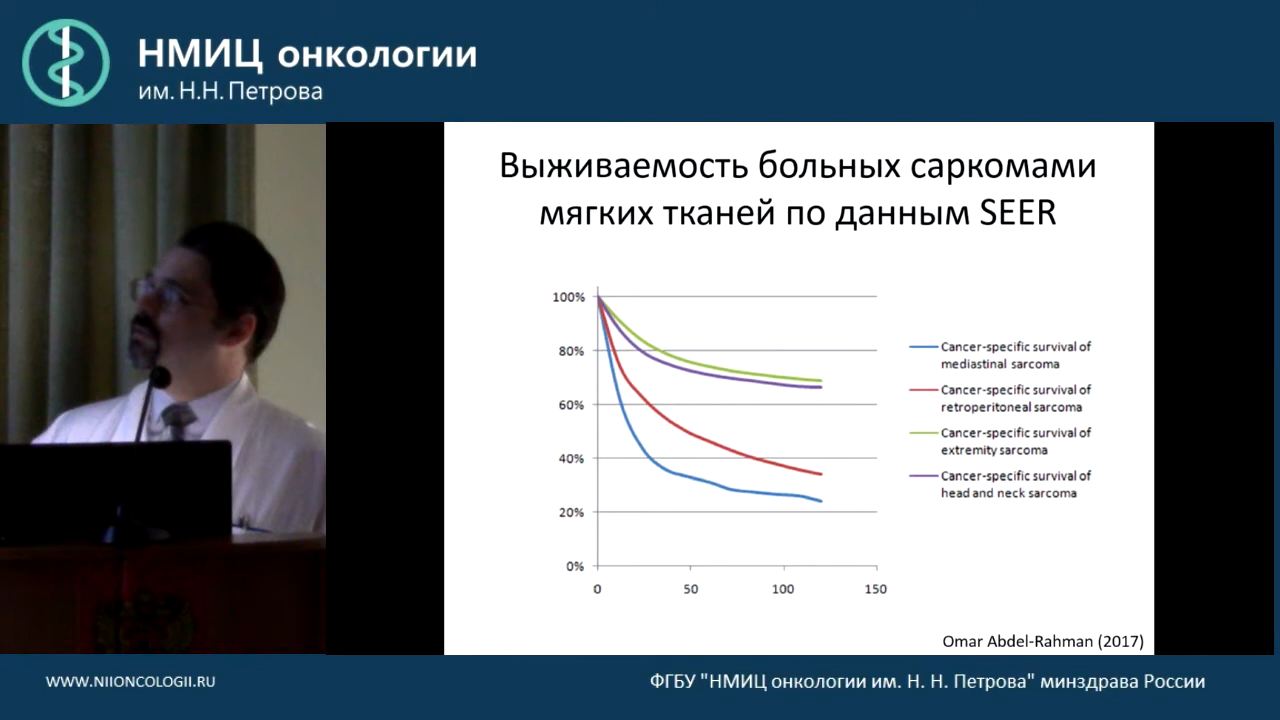 НМИЦ онкологии
им. Н.Н. Петрова
Выживаемость больных саркомами
мягких тканей по данным SEER
100%
80%
60%
40%
20%
0%
0
50
100
150
Cancer-specific survival of
mediastinal sarcoma
Cancer-specific survival of
retroperitoneal sarcoma
Cancer-specific survival of
extremity sarcoma
Cancer-specific survival of
head and neck sarcoma
Omar Abdel-Rahman (2017)
WWW.NIIONCOLOGII.RU
ФГБУ "НМИЦ онкологии им. Н. Н. Петрова" минздрава России